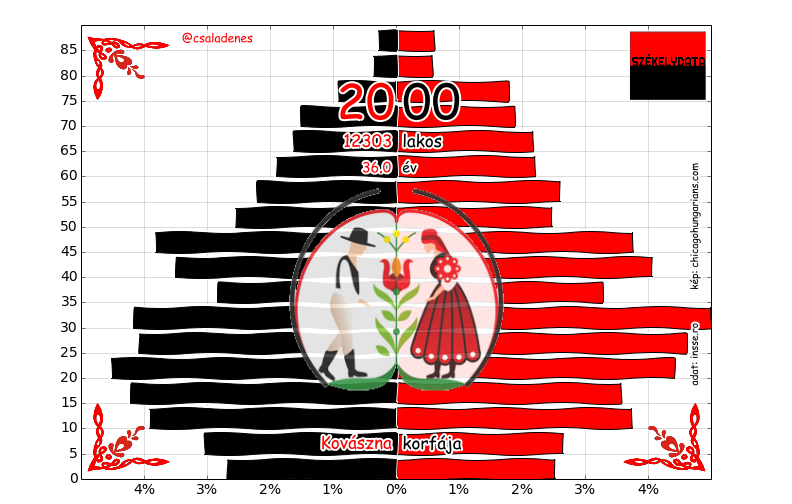 @csaladenes
SZÉKELYDATA
2000
12303 lakos
36.0 év
kép: chicagohungarians.com
adat: insse.ro
Kovászna korfája
85
80
75
70
65
60
55
50
45
40
35
30
25
20
15
10
5
0
4% 3% 2% 1% 0% 1% 2% 3% 4%